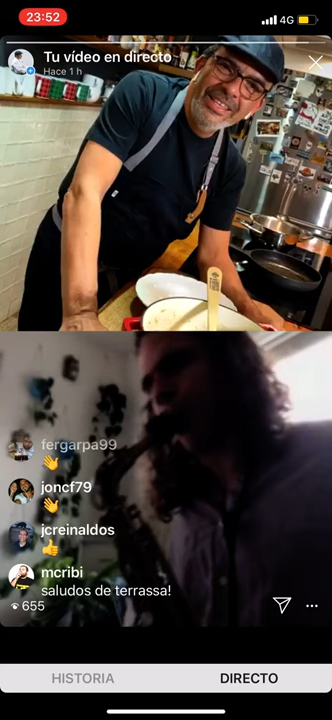 23:52
4G
Tu vídeo en directo
Hace 1 h
fergarpa99
👋
joncf79
👋
jcreinaldos
👍
mcribi
saludos de terrassa!
655
HISTORIA
DIRECTO